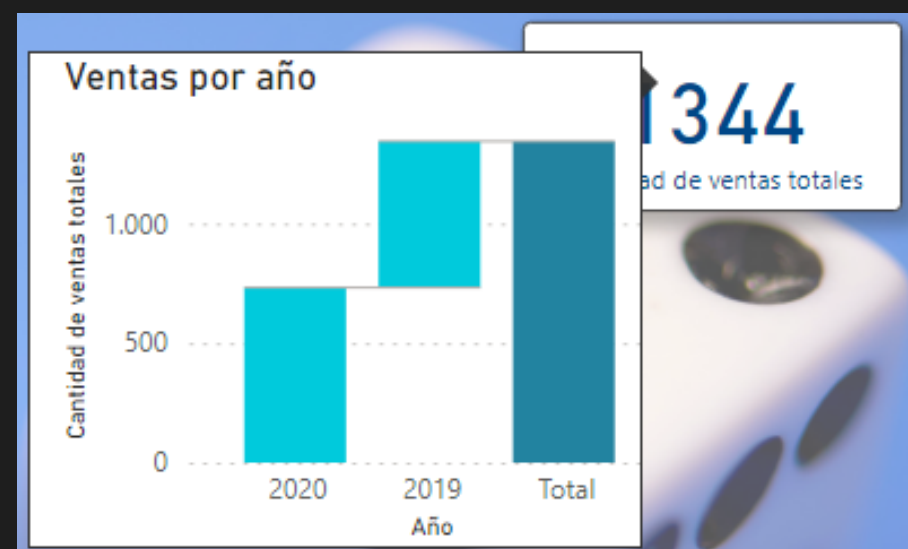 Ventas por año
Cantidad de ventas totales
1.000
500
0
2020 2019 Total
Año
1344
ad de ventas totales